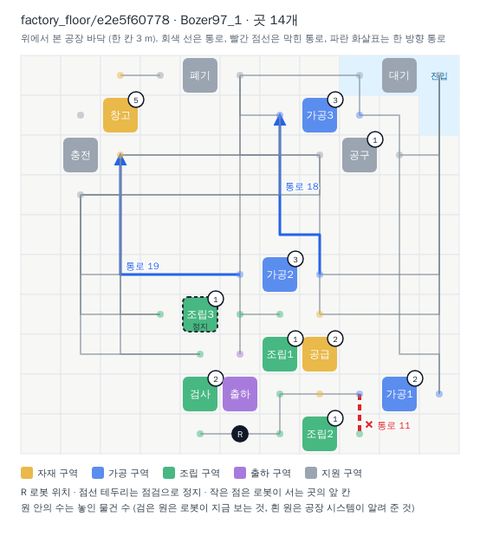 factory_floor/e2e5f60778 · Bozer97_1 · 곳 14개
위에서 본 공장 바닥 (한 칸 3 m). 회색 선은 통로, 빨간 점선은 막힌 통로, 파란 화살표는 한 방향 통로
폐기
대기
진입
창고 5
가공3 3
충전
공구 1
통로 18
통로 19
가공2 3
조립3 1
정지
조립1 1
공급 2
검사 2
출하
가공1 2
R
조립2 1
✕ 통로 11
자재 구역
가공 구역
조립 구역
출하 구역
지원 구역
R 로봇 위치 · 점선 테두리는 점검으로 정지 · 작은 점은 로봇이 서는 곳의 앞 칸
원 안의 수는 놓인 물건 수 (검은 원은 로봇이 지금 보는 것, 흰 원은 공장 시스템이 알려 준 것)